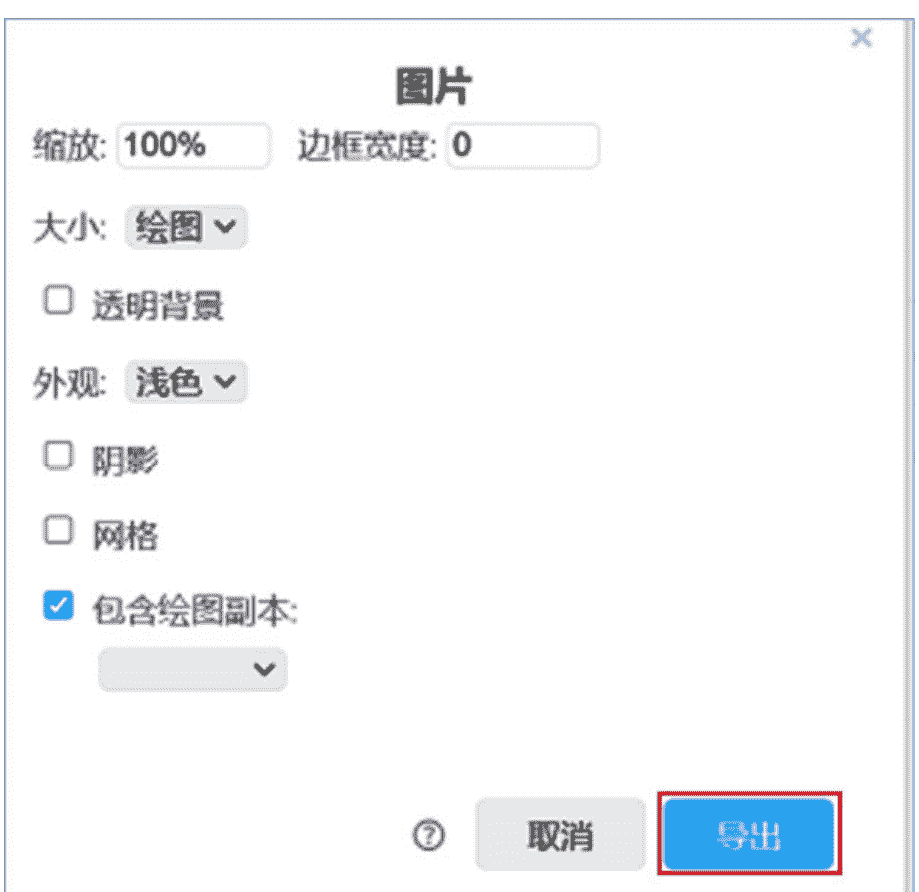 图片
缩放: 100% 边框宽度: 0
大小: 绘图
透明背景
外观: 浅色
阴影
网格
包含绘图副本:
取消 导出